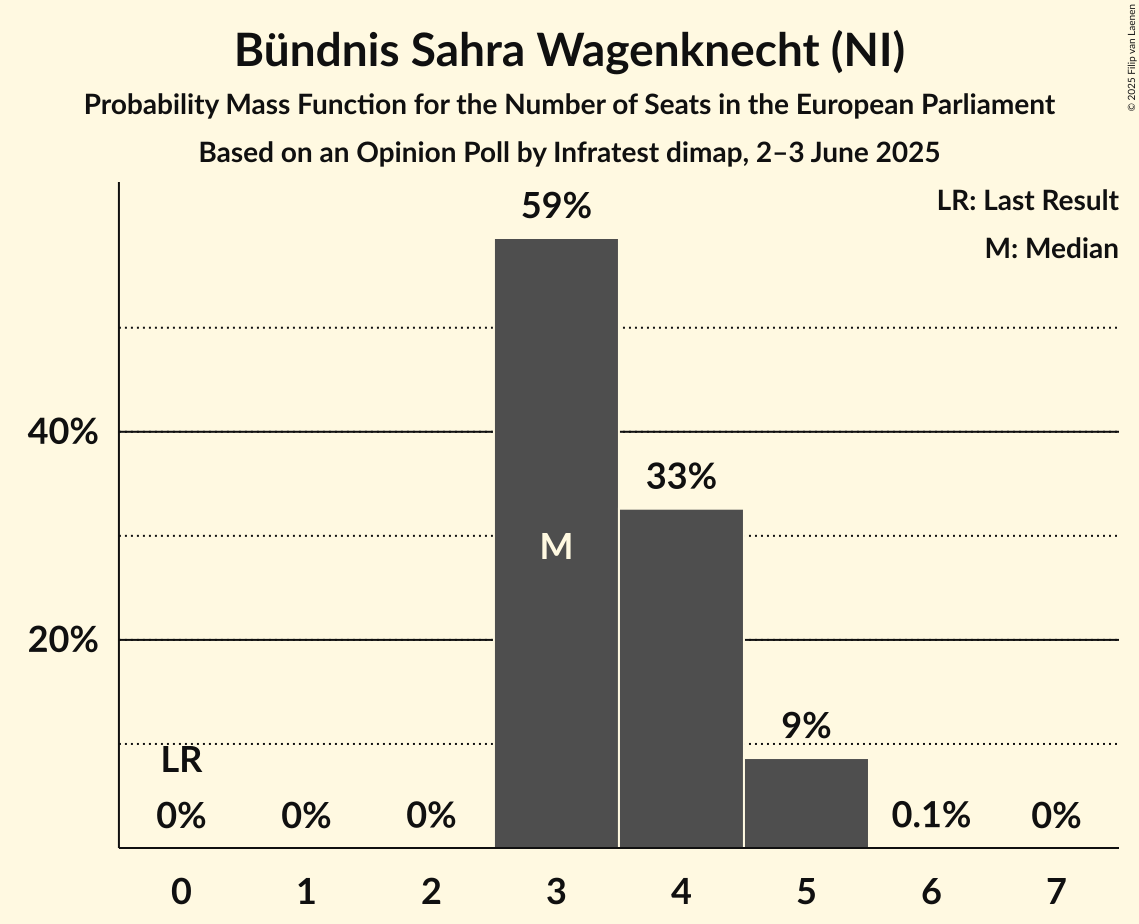 Bündnis Sahra Wagenknecht (NI)
Probability Mass Function for the Number of Seats in the European Parliament
Based on an Opinion Poll by Infratest dimap, 2–3 June 2025
© 2025 Filip van Laenen
LR: Last Result
M: Median
59%
40%
33%
M
20%
9%
LR
0% 0% 0% 0.1% 0%
0 1 2 3 4 5 6 7